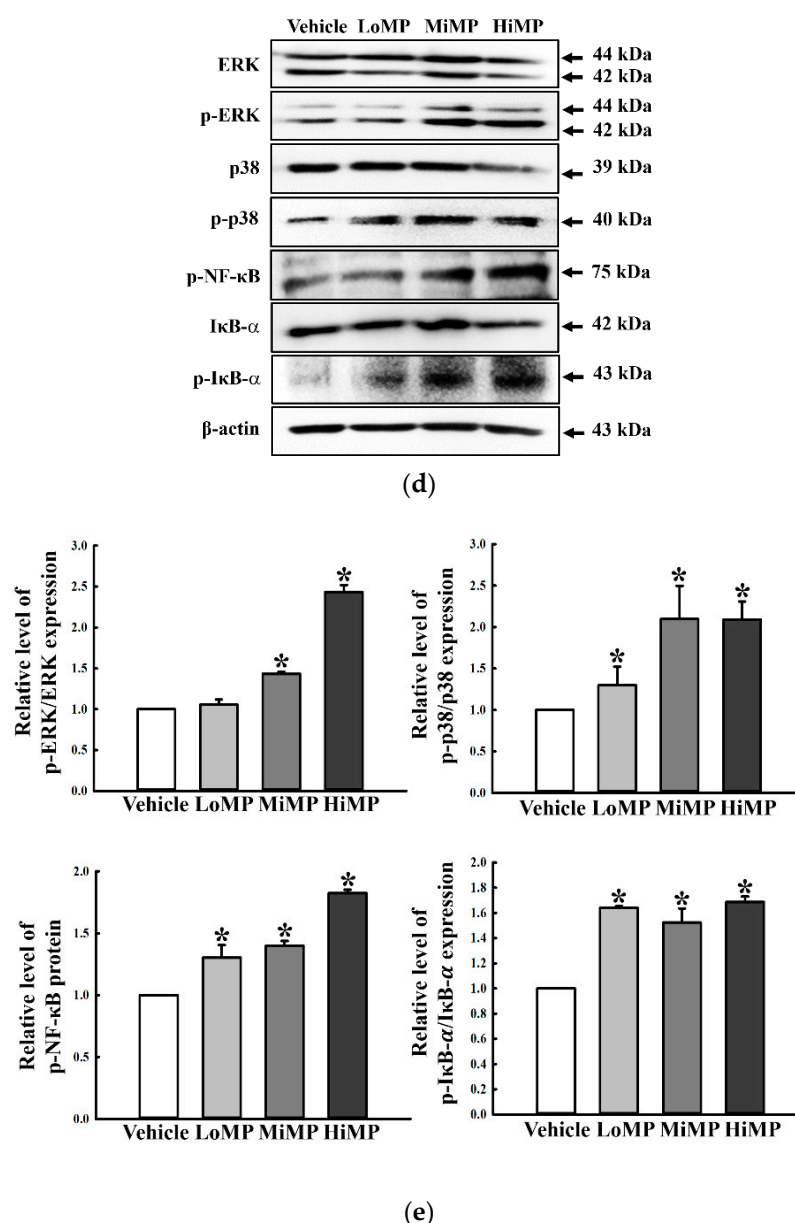 Vehicle LoMP MiMP HiMP
ERK 44 kDa
42 kDa
p-ERK 44 kDa
42 kDa
p38 39 kDa
p-p38 40 kDa
p-NF-κB 75 kDa
IκB-α 42 kDa
p-IκB-α 43 kDa
β-actin 43 kDa
(d)
Relative level of
p-ERK/ERK expression
3.0
2.5
2.0
1.5
1.0
0.5
0.0
*
*
Vehicle LoMP MiMP HiMP
Relative level of
p-p38/p38 expression
3.0
2.5
2.0
1.5
1.0
0.5
0.0
*
*
*
Vehicle LoMP MiMP HiMP
Relative level of
p-NF-κB protein
2.0
1.5
1.0
0.5
0.0
*
*
*
Vehicle LoMP MiMP HiMP
Relative level of
p-IκB-α/IκB-α expression
2.0
1.8
1.6
1.4
1.2
1.0
0.8
0.6
0.4
0.2
0.0
*
*
*
Vehicle LoMP MiMP HiMP
(e)